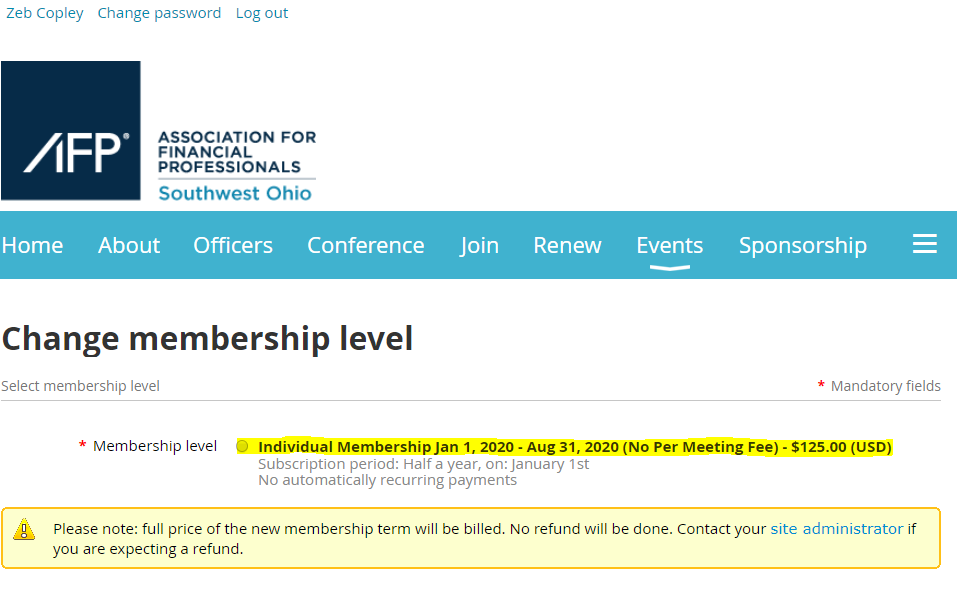 Zeb Copley Change password Log out
AFP®
ASSOCIATION FOR
FINANCIAL
PROFESSIONALS
Southwest Ohio
Home About Officers Conference Join Renew Events Sponsorship
Change membership level
Select membership level * Mandatory fields
* Membership level Individual Membership Jan 1, 2020 - Aug 31, 2020 (No Per Meeting Fee) - $125.00 (USD)
Subscription period: Half a year, on: January 1st
No automatically recurring payments
Please note: full price of the new membership term will be billed. No refund will be done. Contact your site administrator if
you are expecting a refund.